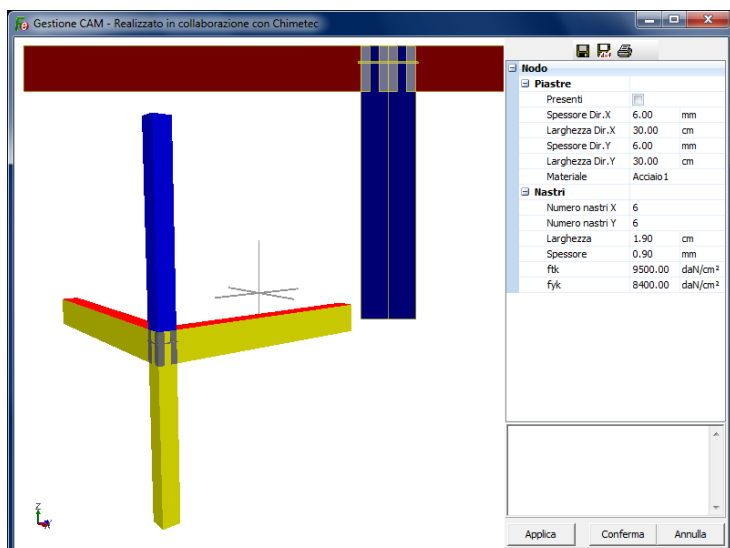 Gestione CAM - Realizzato in collaborazione con Chimetec
Nodo
Piastre
Presenti
Spessore Dir.X 6.00 mm
Larghezza Dir.X 30.00 cm
Spessore Dir.Y 6.00 mm
Larghezza Dir.Y 30.00 cm
Materiale Acciaio1
Nastri
Numero nastri X 6
Numero nastri Y 6
Larghezza 1.90 cm
Spessore 0.90 mm
ftk 9500.00 daN/cm²
fyk 8400.00 daN/cm²
Z
Applica Conferma Annulla